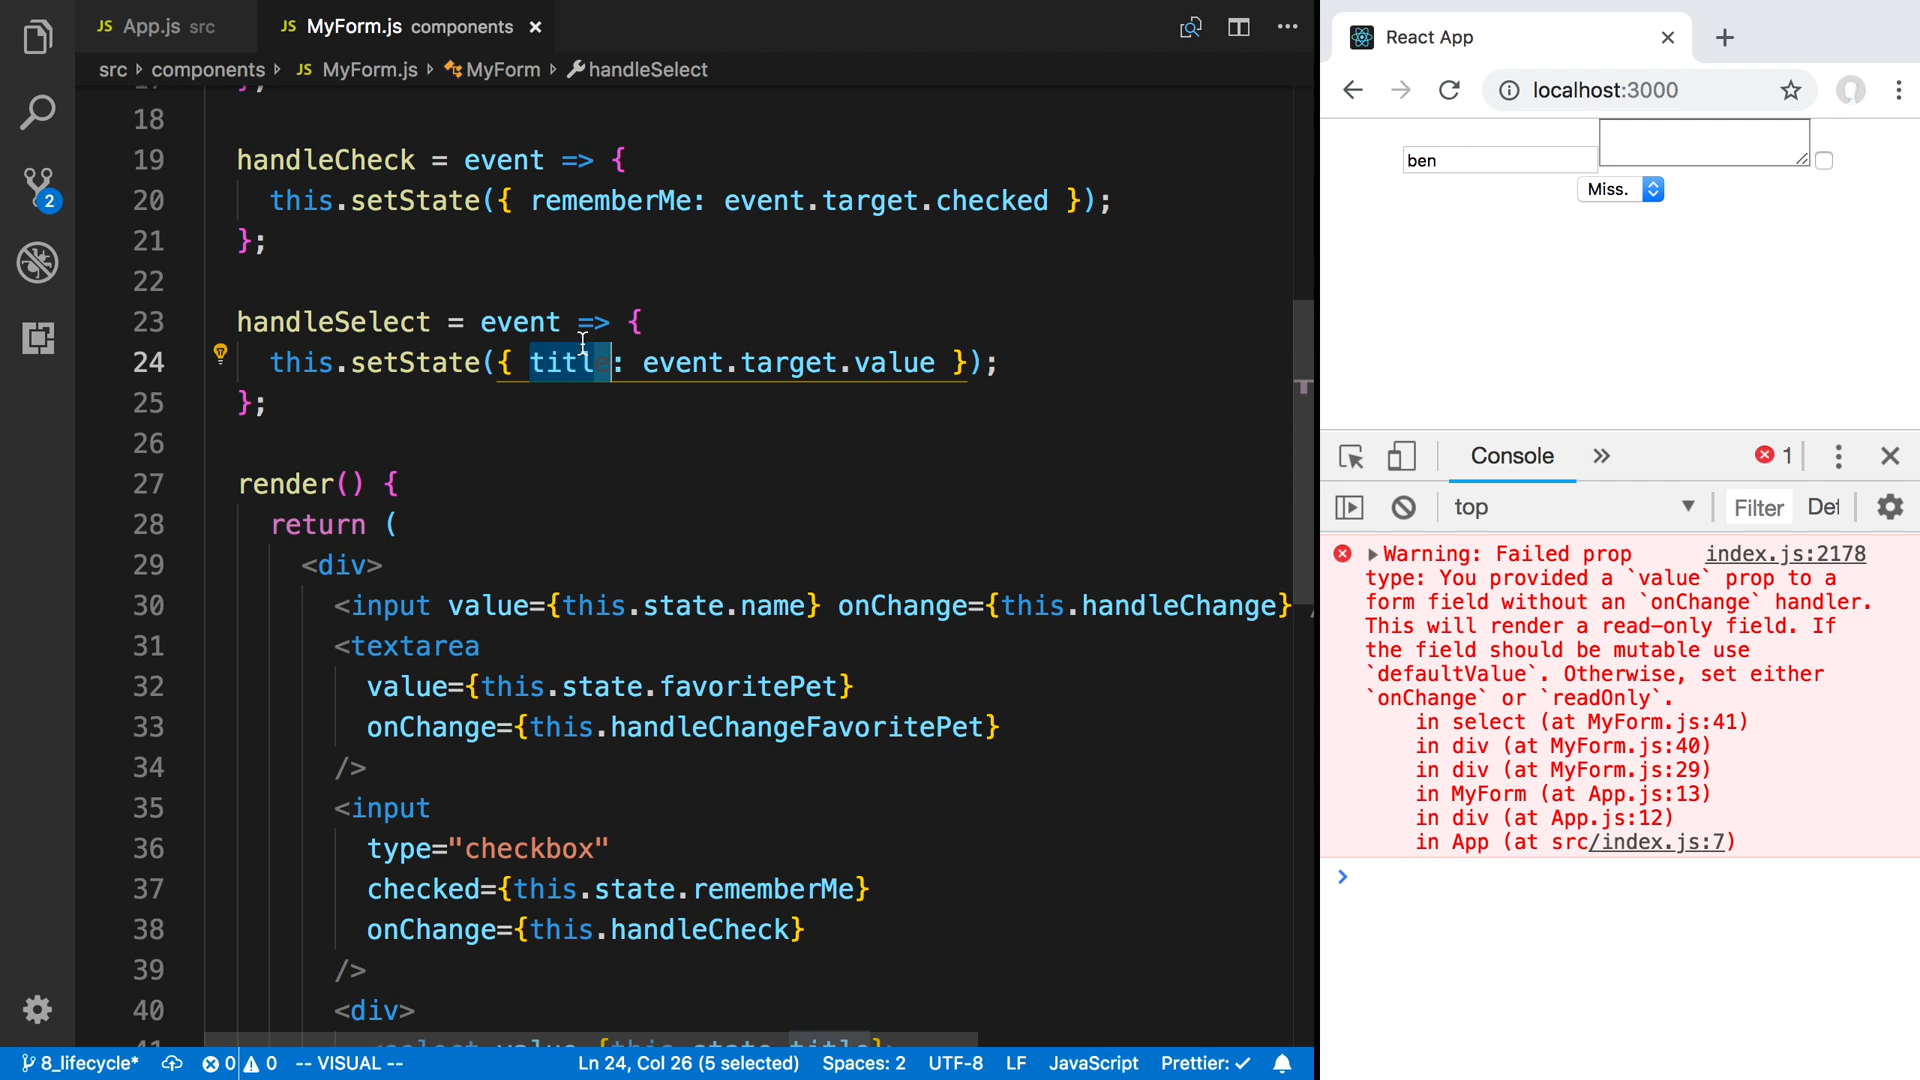 JS App.js src
JS MyForm.js components ×
src › components › JS MyForm.js › MyForm › handleSelect
18
19 handleCheck = event => {
20 this.setState({ rememberMe: event.target.checked });
21 };
22
23 handleSelect = event => {
24 this.setState({ title: event.target.value });
25 };
26
27 render() {
28 return (
29 <div>
30 <input value={this.state.name} onChange={this.handleChange}
31 <textarea
32 value={this.state.favoritePet}
33 onChange={this.handleChangeFavoritePet}
34 />
35 <input
36 type="checkbox"
37 checked={this.state.rememberMe}
38 onChange={this.handleCheck}
39 />
40 <div>
2
8_lifecycle* 0 0 -- VISUAL -- Ln 24, Col 26 (5 selected) Spaces: 2 UTF-8 LF JavaScript Prettier: ✓
React App
localhost:3000
ben
Miss.
Console » 1
top Filter Def
Warning: Failed prop index.js:2178
type: You provided a `value` prop to a
form field without an `onChange` handler.
This will render a read-only field. If
the field should be mutable use
`defaultValue`. Otherwise, set either
`onChange` or `readOnly`.
in select (at MyForm.js:41)
in div (at MyForm.js:40)
in div (at MyForm.js:29)
in MyForm (at App.js:13)
in div (at App.js:12)
in App (at src/index.js:7)